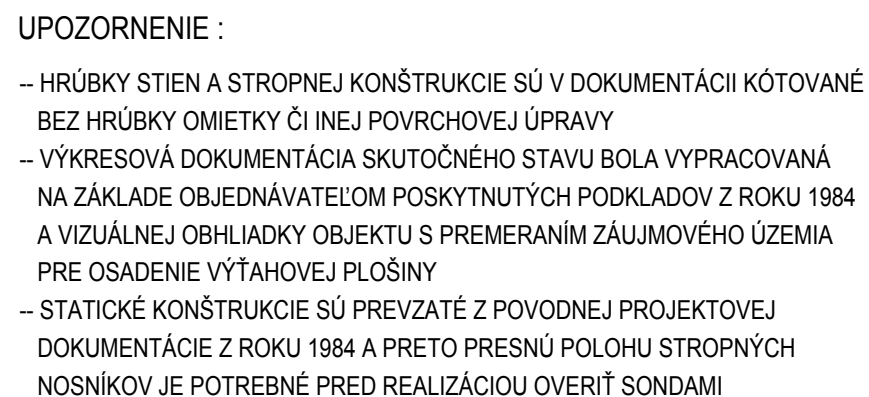 UPOZORNENIE :
-- HRÚBKY STIEN A STROPNEJ KONŠTRUKCIE SÚ V DOKUMENTÁCII KÓTOVANÉ
BEZ HRÚBKY OMIETKY ČI INEJ POVRCHOVEJ ÚPRAVY
-- VÝKRESOVÁ DOKUMENTÁCIA SKUTOČNÉHO STAVU BOLA VYPRACOVANÁ
NA ZÁKLADE OBJEDNÁVATEĽOM POSKYTNUTÝCH PODKLADOV Z ROKU 1984
A VIZUÁLNEJ OBHLIADKY OBJEKTU S PREMERANÍM ZÁUJMOVÉHO ÚZEMIA
PRE OSADENIE VÝŤAHOVEJ PLOŠINY
-- STATICKÉ KONŠTRUKCIE SÚ PREVZATÉ Z POVODNEJ PROJEKTOVEJ
DOKUMENTÁCIE Z ROKU 1984 A PRETO PRESNÚ POLOHU STROPNÝCH
NOSNÍKOV JE POTREBNÉ PRED REALIZÁCIOU OVERIŤ SONDAMI